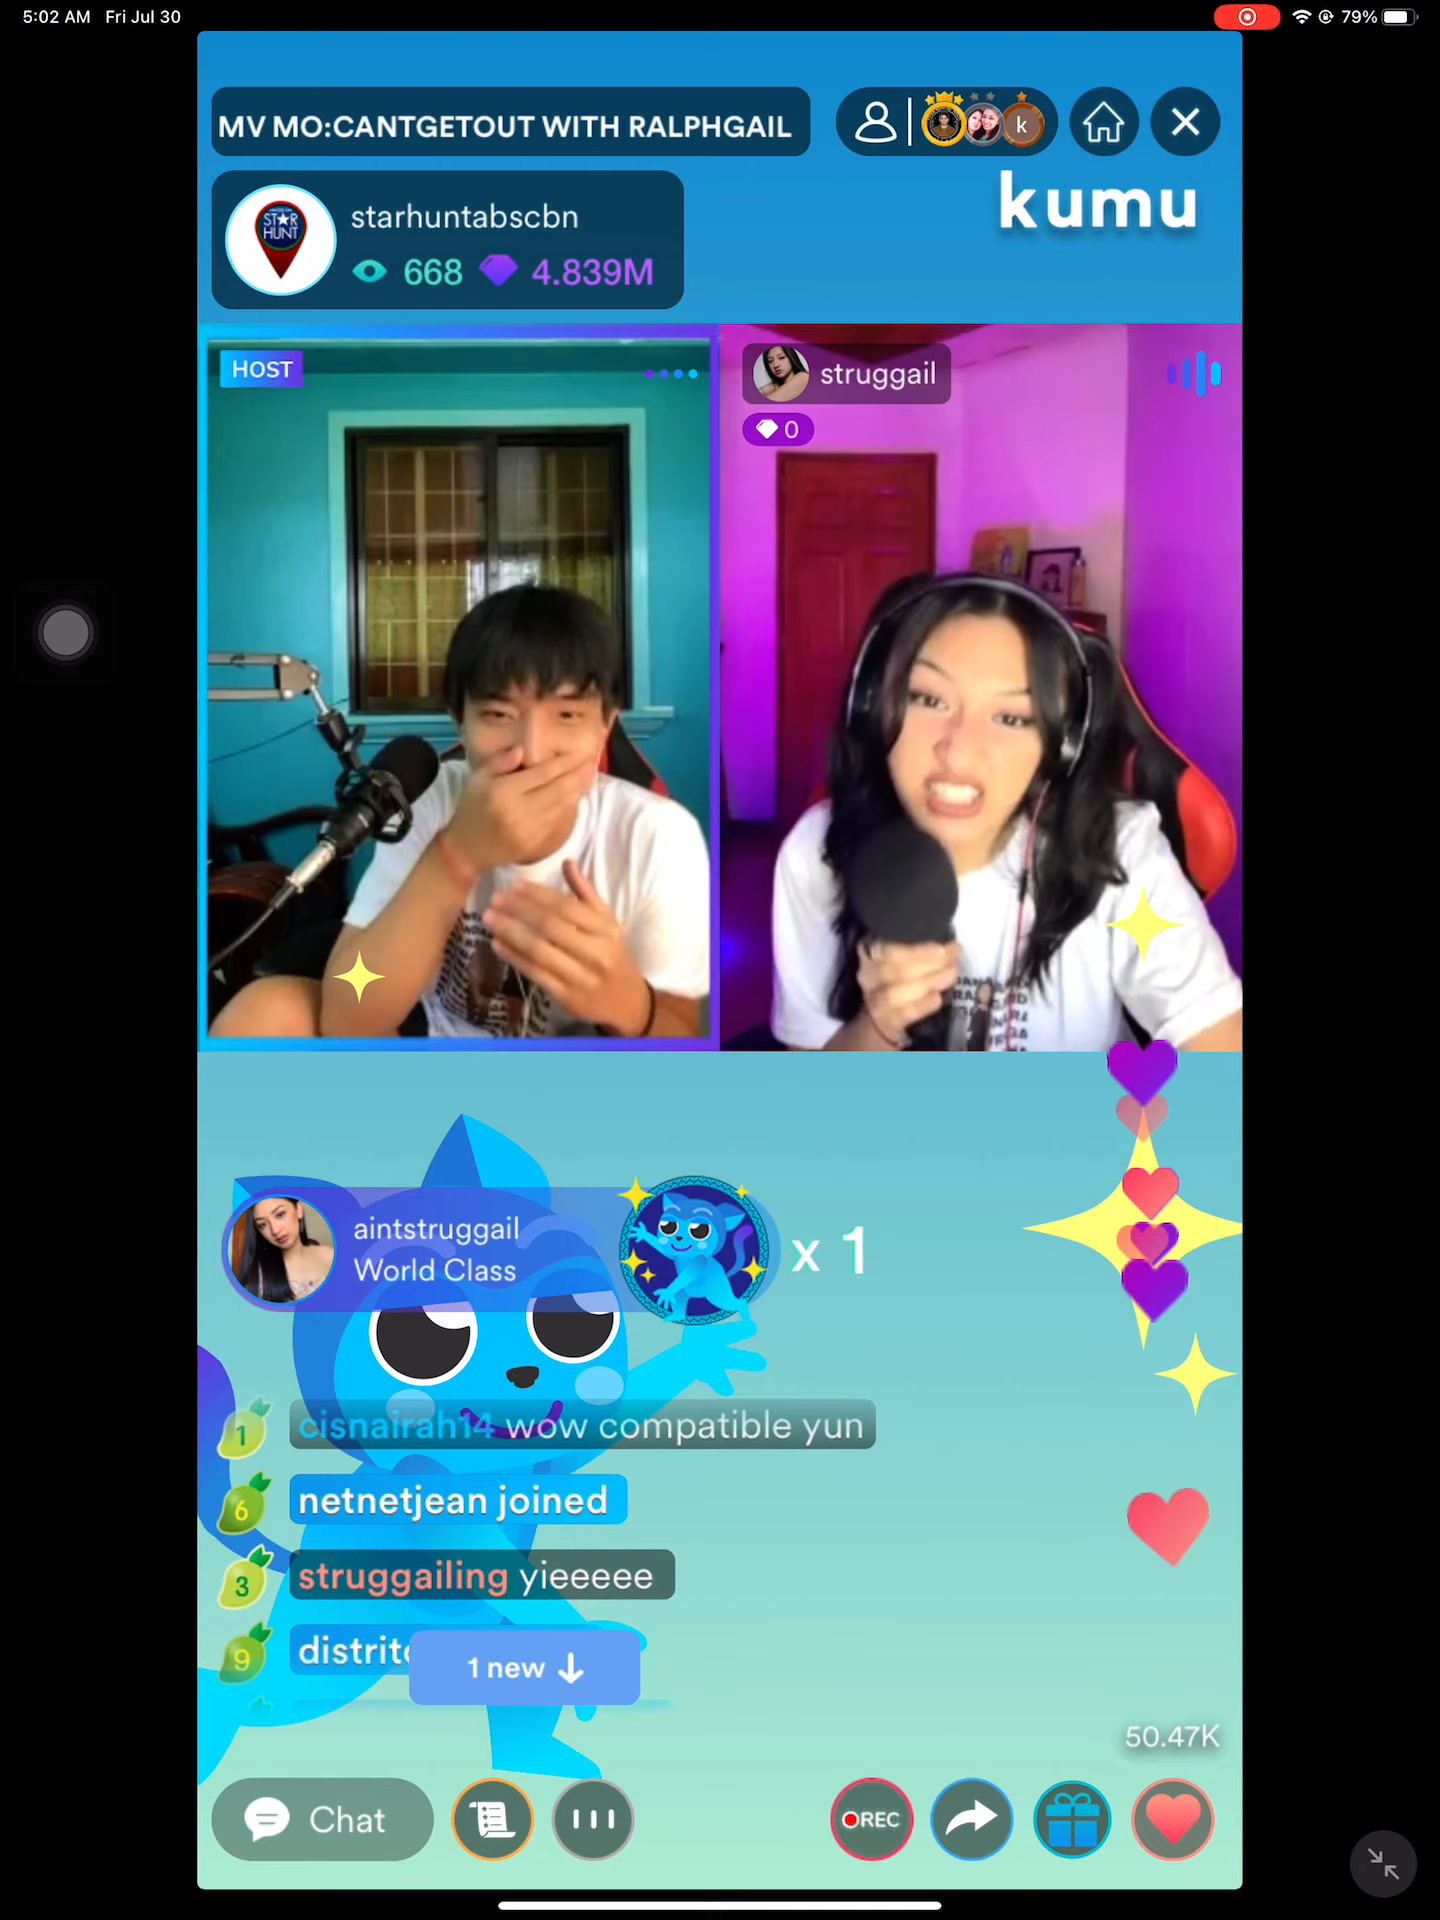 5:02 AM Fri Jul 30
79%
MV MO:CANTGETOUT WITH RALPHGAIL
k
STAR
HUNT
starhuntabscbn
668 4.839M
kumu
HOST
struggail
0
aintstruggail
World Class
x 1
1 cisnairah14 wow compatible yun
6 netnetjean joined
3 struggailing yieeeee
9
1 new
50.47K
Chat
REC